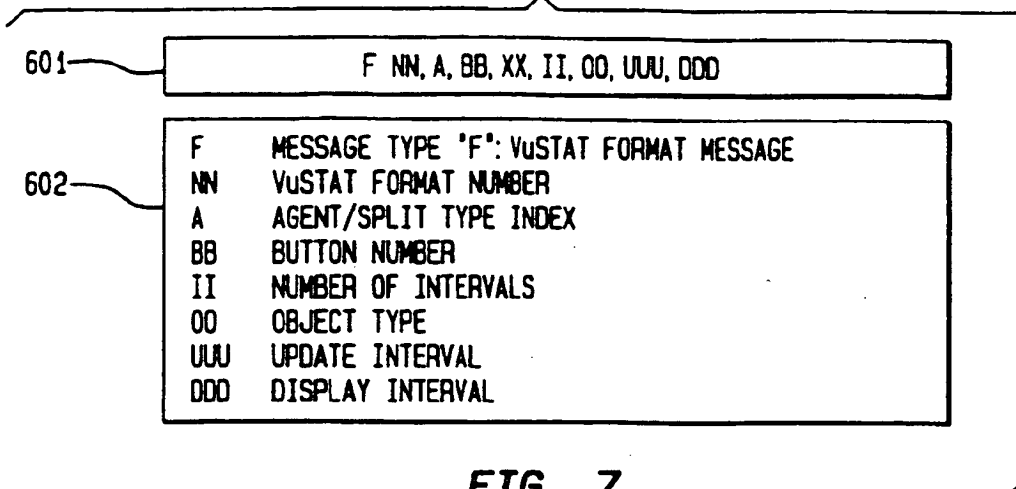 601
F NN, A, BB, XX, II, OO, UUU, DDD
602
F MESSAGE TYPE "F": VuSTAT FORMAT MESSAGE
NN VuSTAT FORMAT NUMBER
A AGENT/SPLIT TYPE INDEX
BB BUTTON NUMBER
II NUMBER OF INTERVALS
OO OBJECT TYPE
UUU UPDATE INTERVAL
DDD DISPLAY INTERVAL
FIG. 7